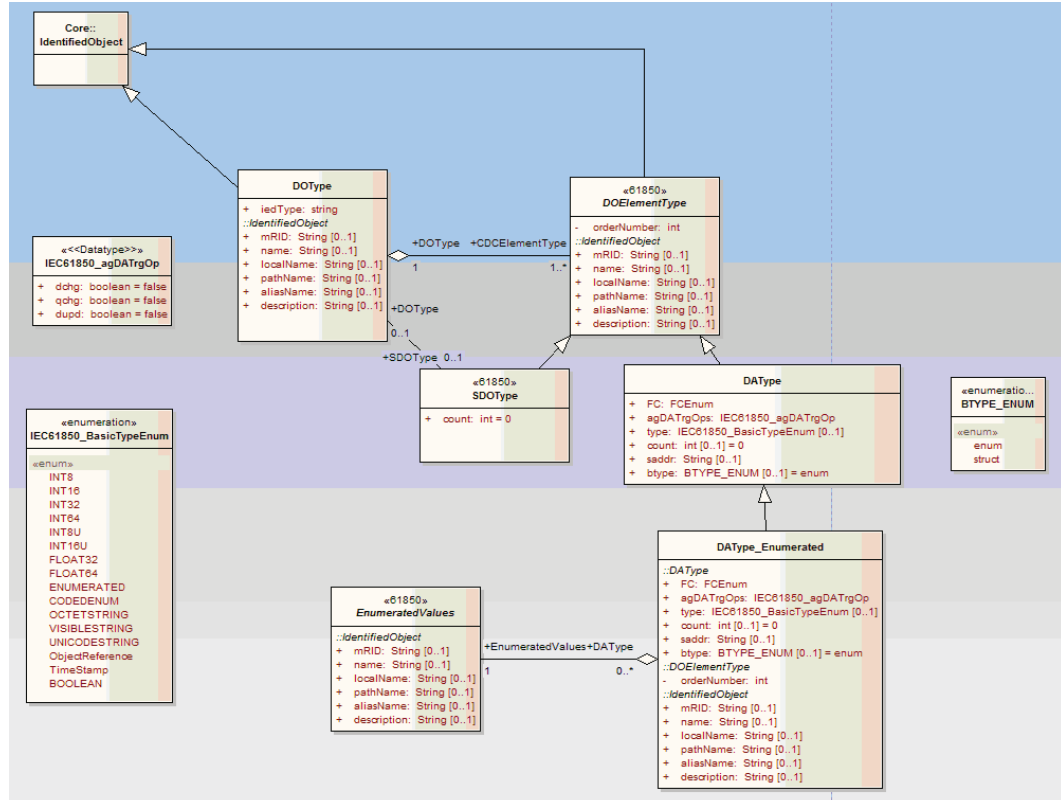 Core::
IdentifiedObject
DOType
+ iedType: string
::IdentifiedObject
+ mRID: String [0..1]
+ name: String [0..1]
+ localName: String [0..1]
+ pathName: String [0..1]
+ aliasName: String [0..1]
+ description: String [0..1]
«61850»
DOElementType
- orderNumber: int
::IdentifiedObject
+ mRID: String [0..1]
+ name: String [0..1]
+ localName: String [0..1]
+ pathName: String [0..1]
+ aliasName: String [0..1]
+ description: String [0..1]
+DOType +CDCElementType
1 1..*
«<<Datatype>>»
IEC61850_agDATrgOp
+ dchg: boolean = false
+ qchg: boolean = false
+ dupd: boolean = false
+DOType
0..1
+SDOType 0..1
«61850»
SDOType
+ count: int = 0
DAType
+ FC: FCEnum
+ agDATrgOps: IEC61850_agDATrgOp
+ type: IEC61850_BasicTypeEnum [0..1]
+ count: int [0..1] = 0
+ saddr: String [0..1]
+ btype: BTYPE_ENUM [0..1] = enum
«enumeratio...
BTYPE_ENUM
«enum»
enum
struct
«enumeration»
IEC61850_BasicTypeEnum
«enum»
INT8
INT16
INT32
INT64
INT8U
INT16U
FLOAT32
FLOAT64
ENUMERATED
CODEDENUM
OCTETSTRING
VISIBLESTRING
UNICODESTRING
ObjectReference
TimeStamp
BOOLEAN
«61850»
EnumeratedValues
::IdentifiedObject
+ mRID: String [0..1]
+ name: String [0..1]
+ localName: String [0..1]
+ pathName: String [0..1]
+ aliasName: String [0..1]
+ description: String [0..1]
+EnumeratedValues +DAType
1 0..*
DAType_Enumerated
::DAType
+ FC: FCEnum
+ agDATrgOps: IEC61850_agDATrgOp
+ type: IEC61850_BasicTypeEnum [0..1]
+ count: int [0..1] = 0
+ saddr: String [0..1]
+ btype: BTYPE_ENUM [0..1] = enum
::DOElementType
- orderNumber: int
::IdentifiedObject
+ mRID: String [0..1]
+ name: String [0..1]
+ localName: String [0..1]
+ pathName: String [0..1]
+ aliasName: String [0..1]
+ description: String [0..1]